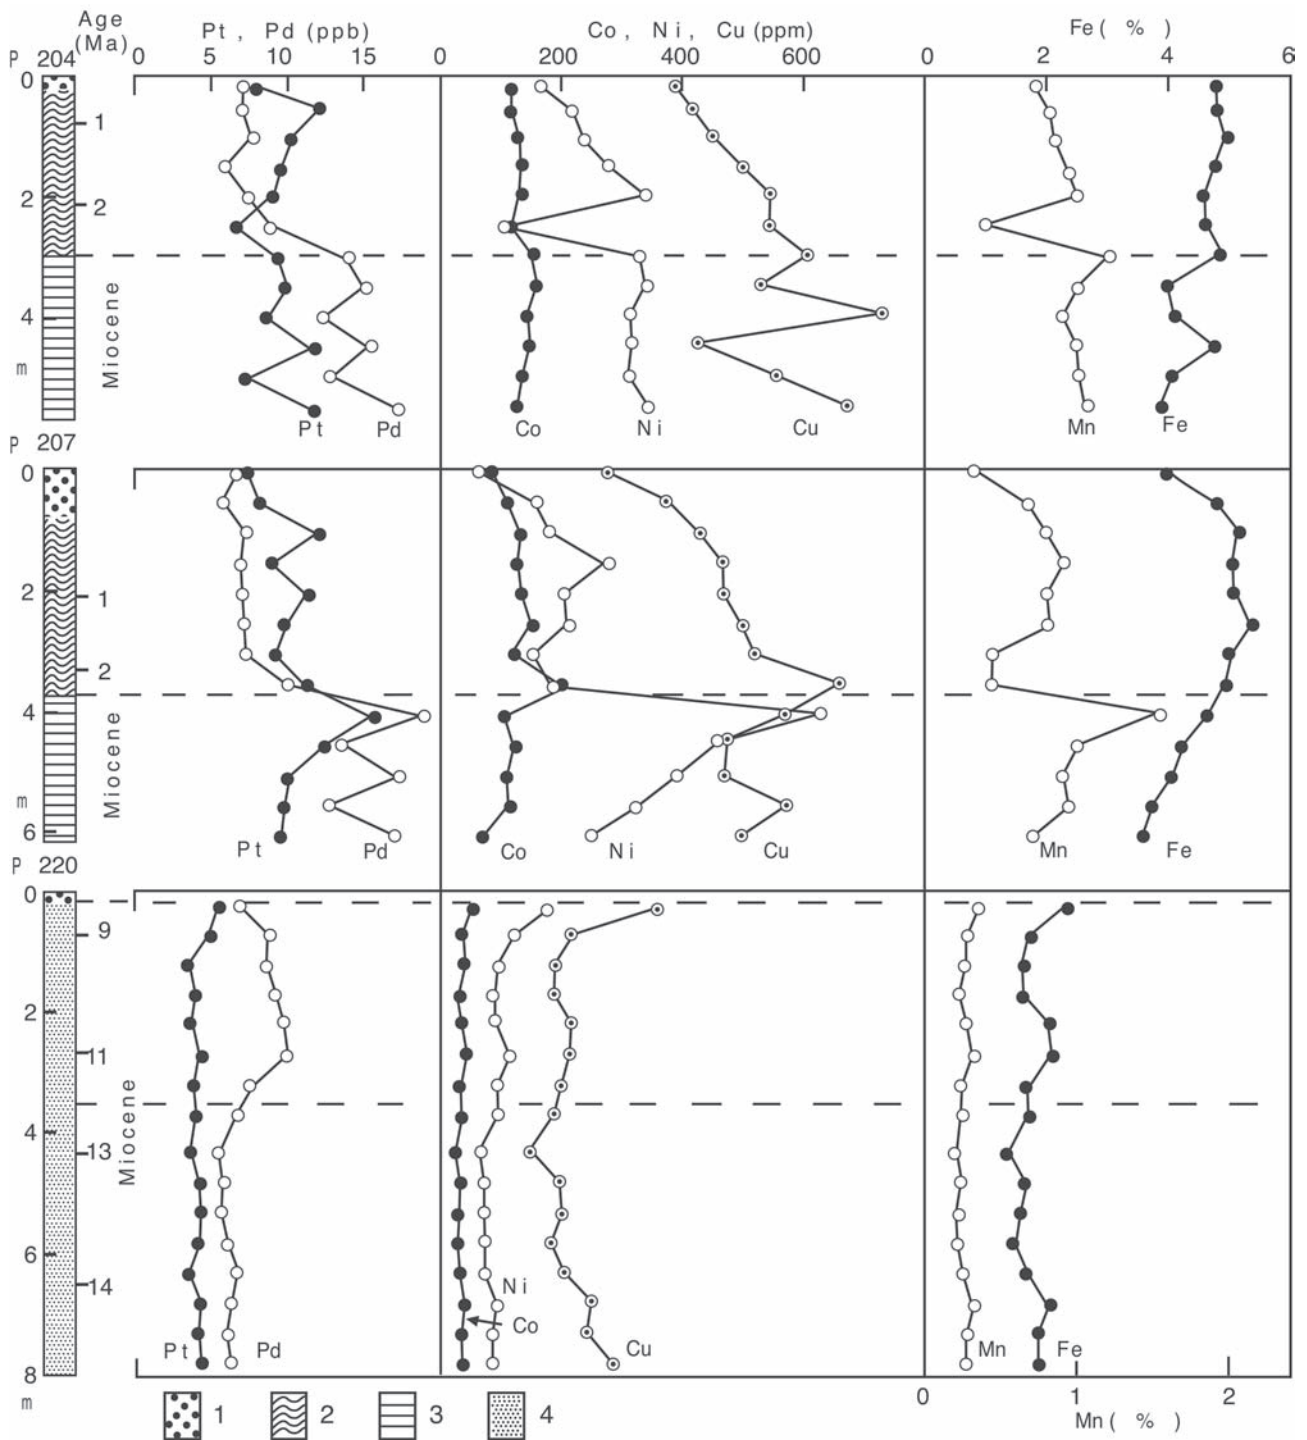 Age (Ma)
Pt , Pd (ppb)
Co , Ni , Cu (ppm)
Fe ( % )
P 204
0 5 10 15
0 200 400 600
0 2 4 6
0
1
2
2
4
m
Miocene
Pt Pd
Co Ni Cu
Mn Fe
P 207
0
2
1
2
4
m
6
Miocene
Pt Pd
Co Ni Cu
Mn Fe
P 220
0
9
2
11
4
13
6
14
8
m
Miocene
Pt Pd
Ni
Co
Cu
Mn Fe
0 1 2
Mn ( % )
1 2 3 4